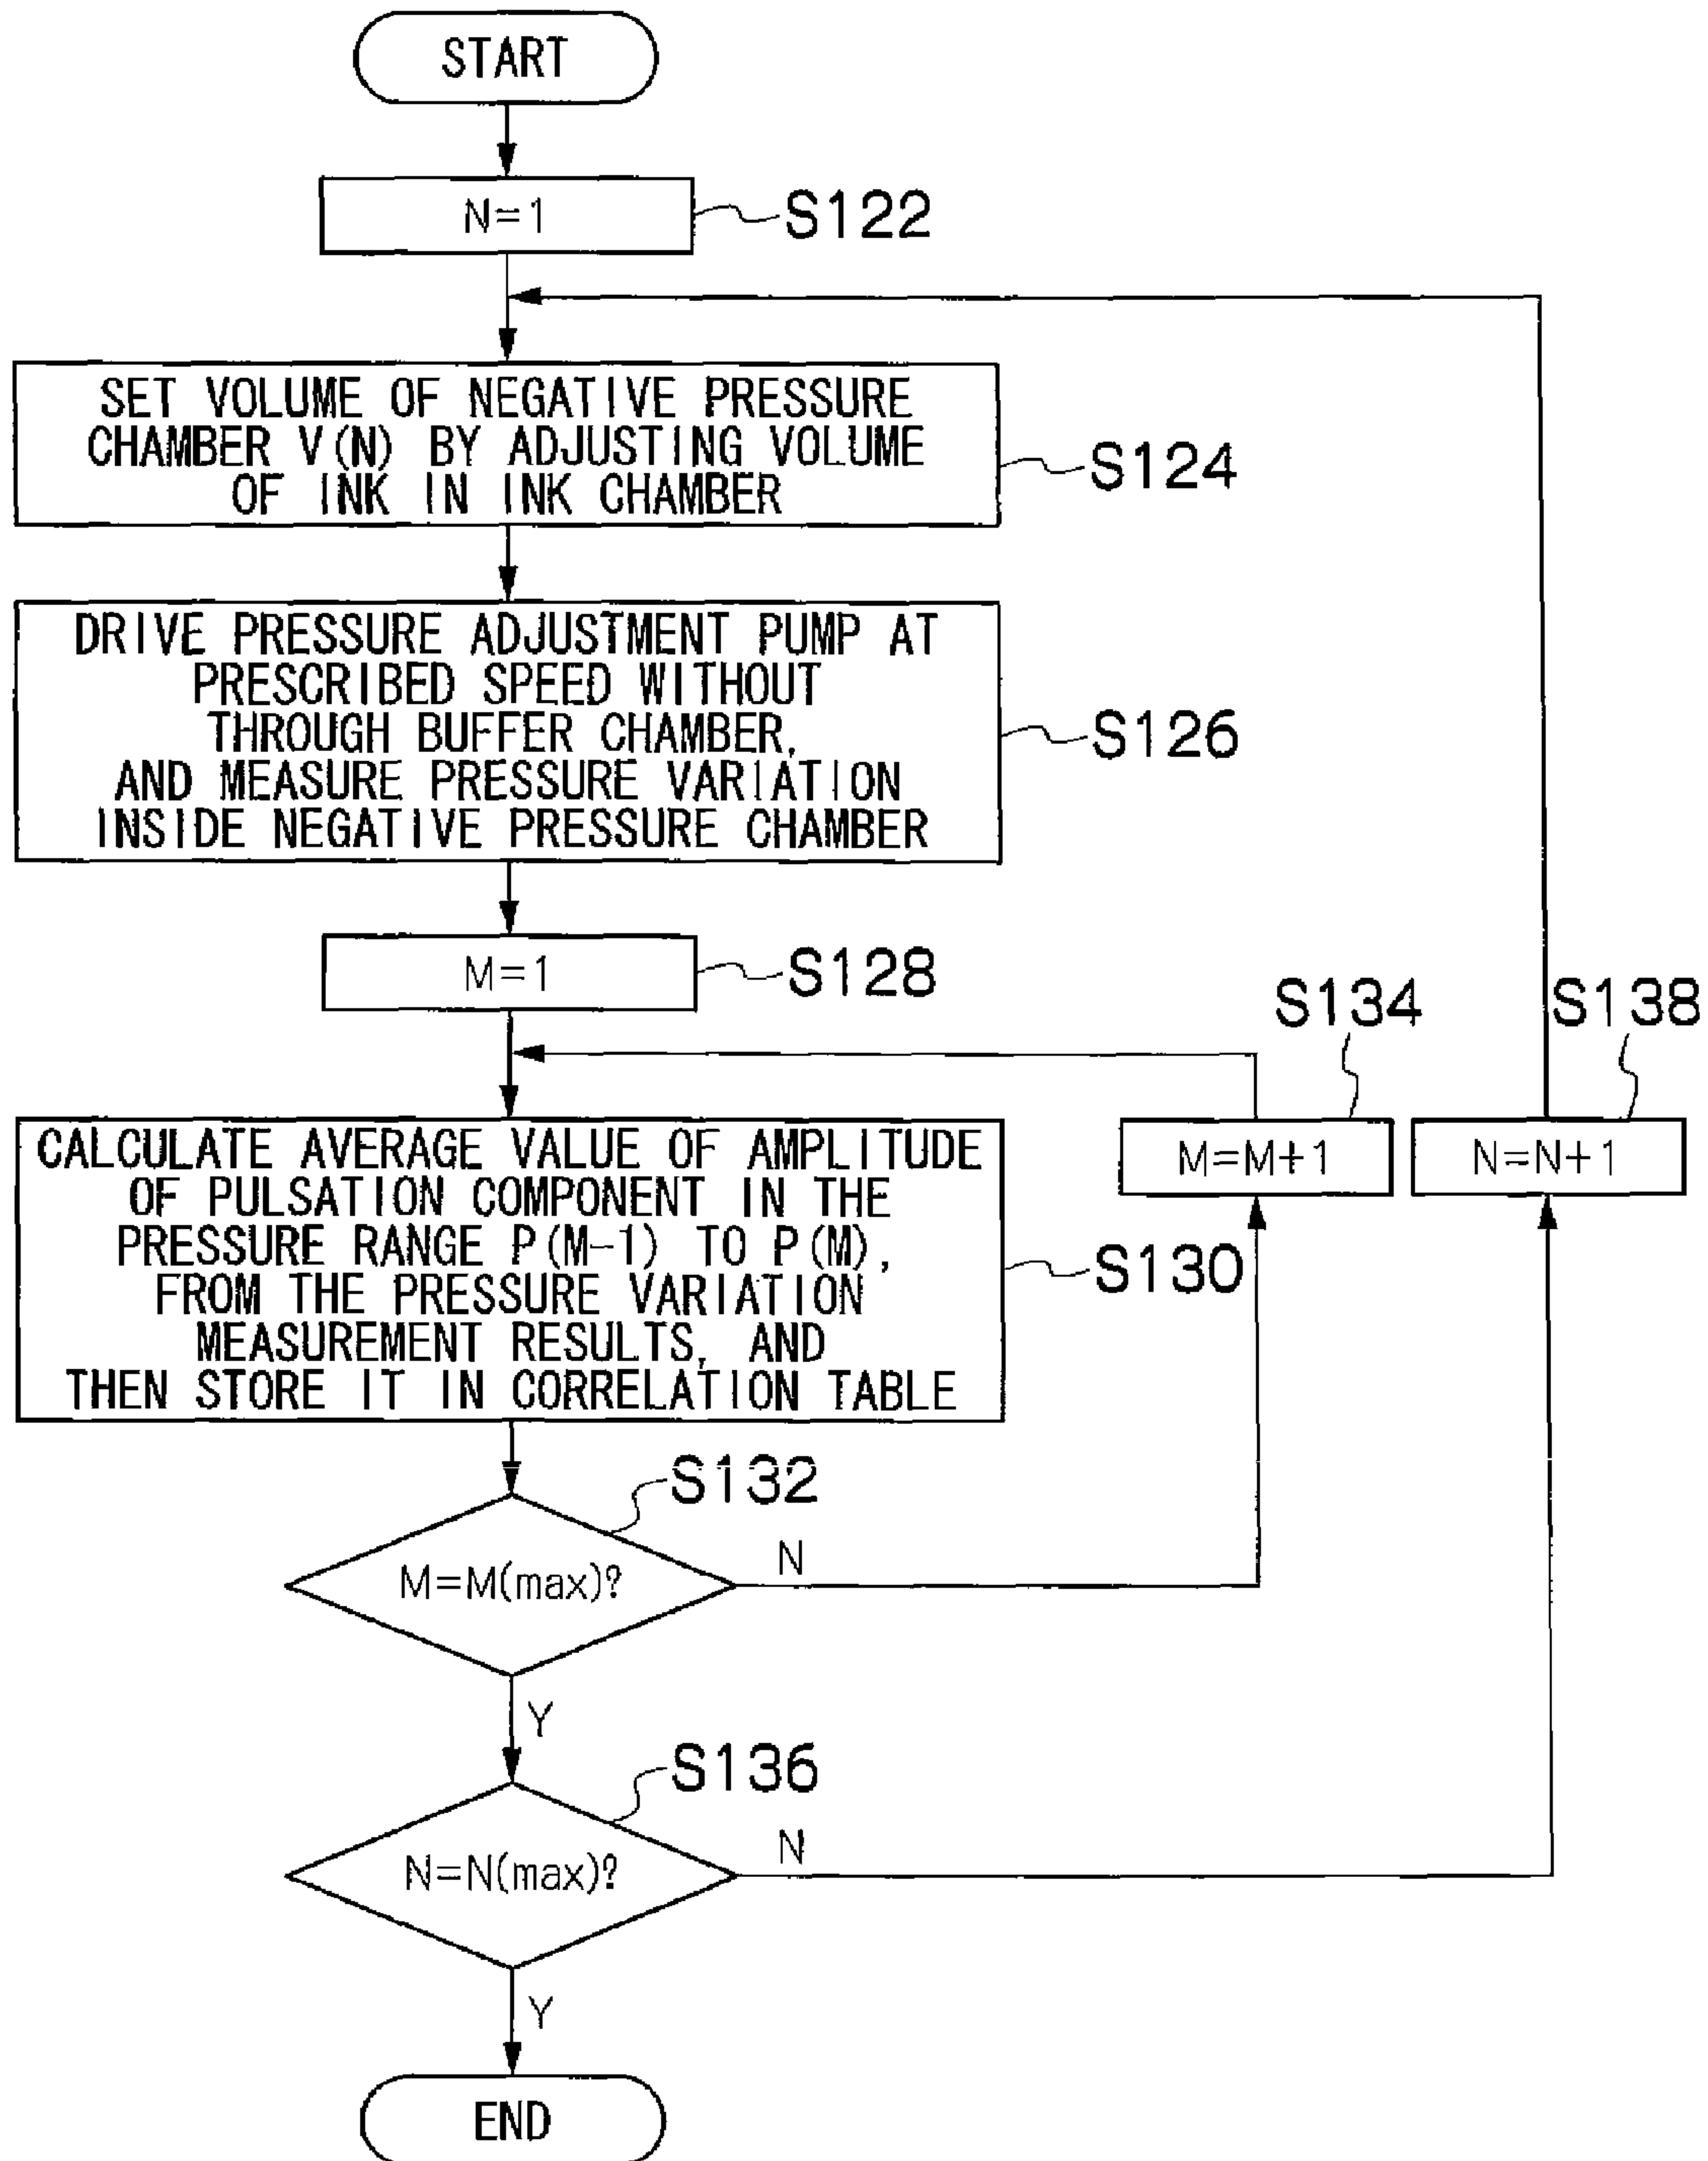 START
N=1
S122
SET VOLUME OF NEGATIVE PRESSURE
CHAMBER V(N) BY ADJUSTING VOLUME
OF INK IN INK CHAMBER
S124
DRIVE PRESSURE ADJUSTMENT PUMP AT
PRESCRIBED SPEED WITHOUT
THROUGH BUFFER CHAMBER,
AND MEASURE PRESSURE VARIATION
INSIDE NEGATIVE PRESSURE CHAMBER
S126
M=1
S128
S134
S138
M=M+1
N=N+1
CALCULATE AVERAGE VALUE OF AMPLITUDE
OF PULSATION COMPONENT IN THE
PRESSURE RANGE P(M-1) TO P(M),
FROM THE PRESSURE VARIATION
MEASUREMENT RESULTS, AND
THEN STORE IT IN CORRELATION TABLE
S130
S132
M=M(max)?
N
Y
S136
N=N(max)?
N
Y
END